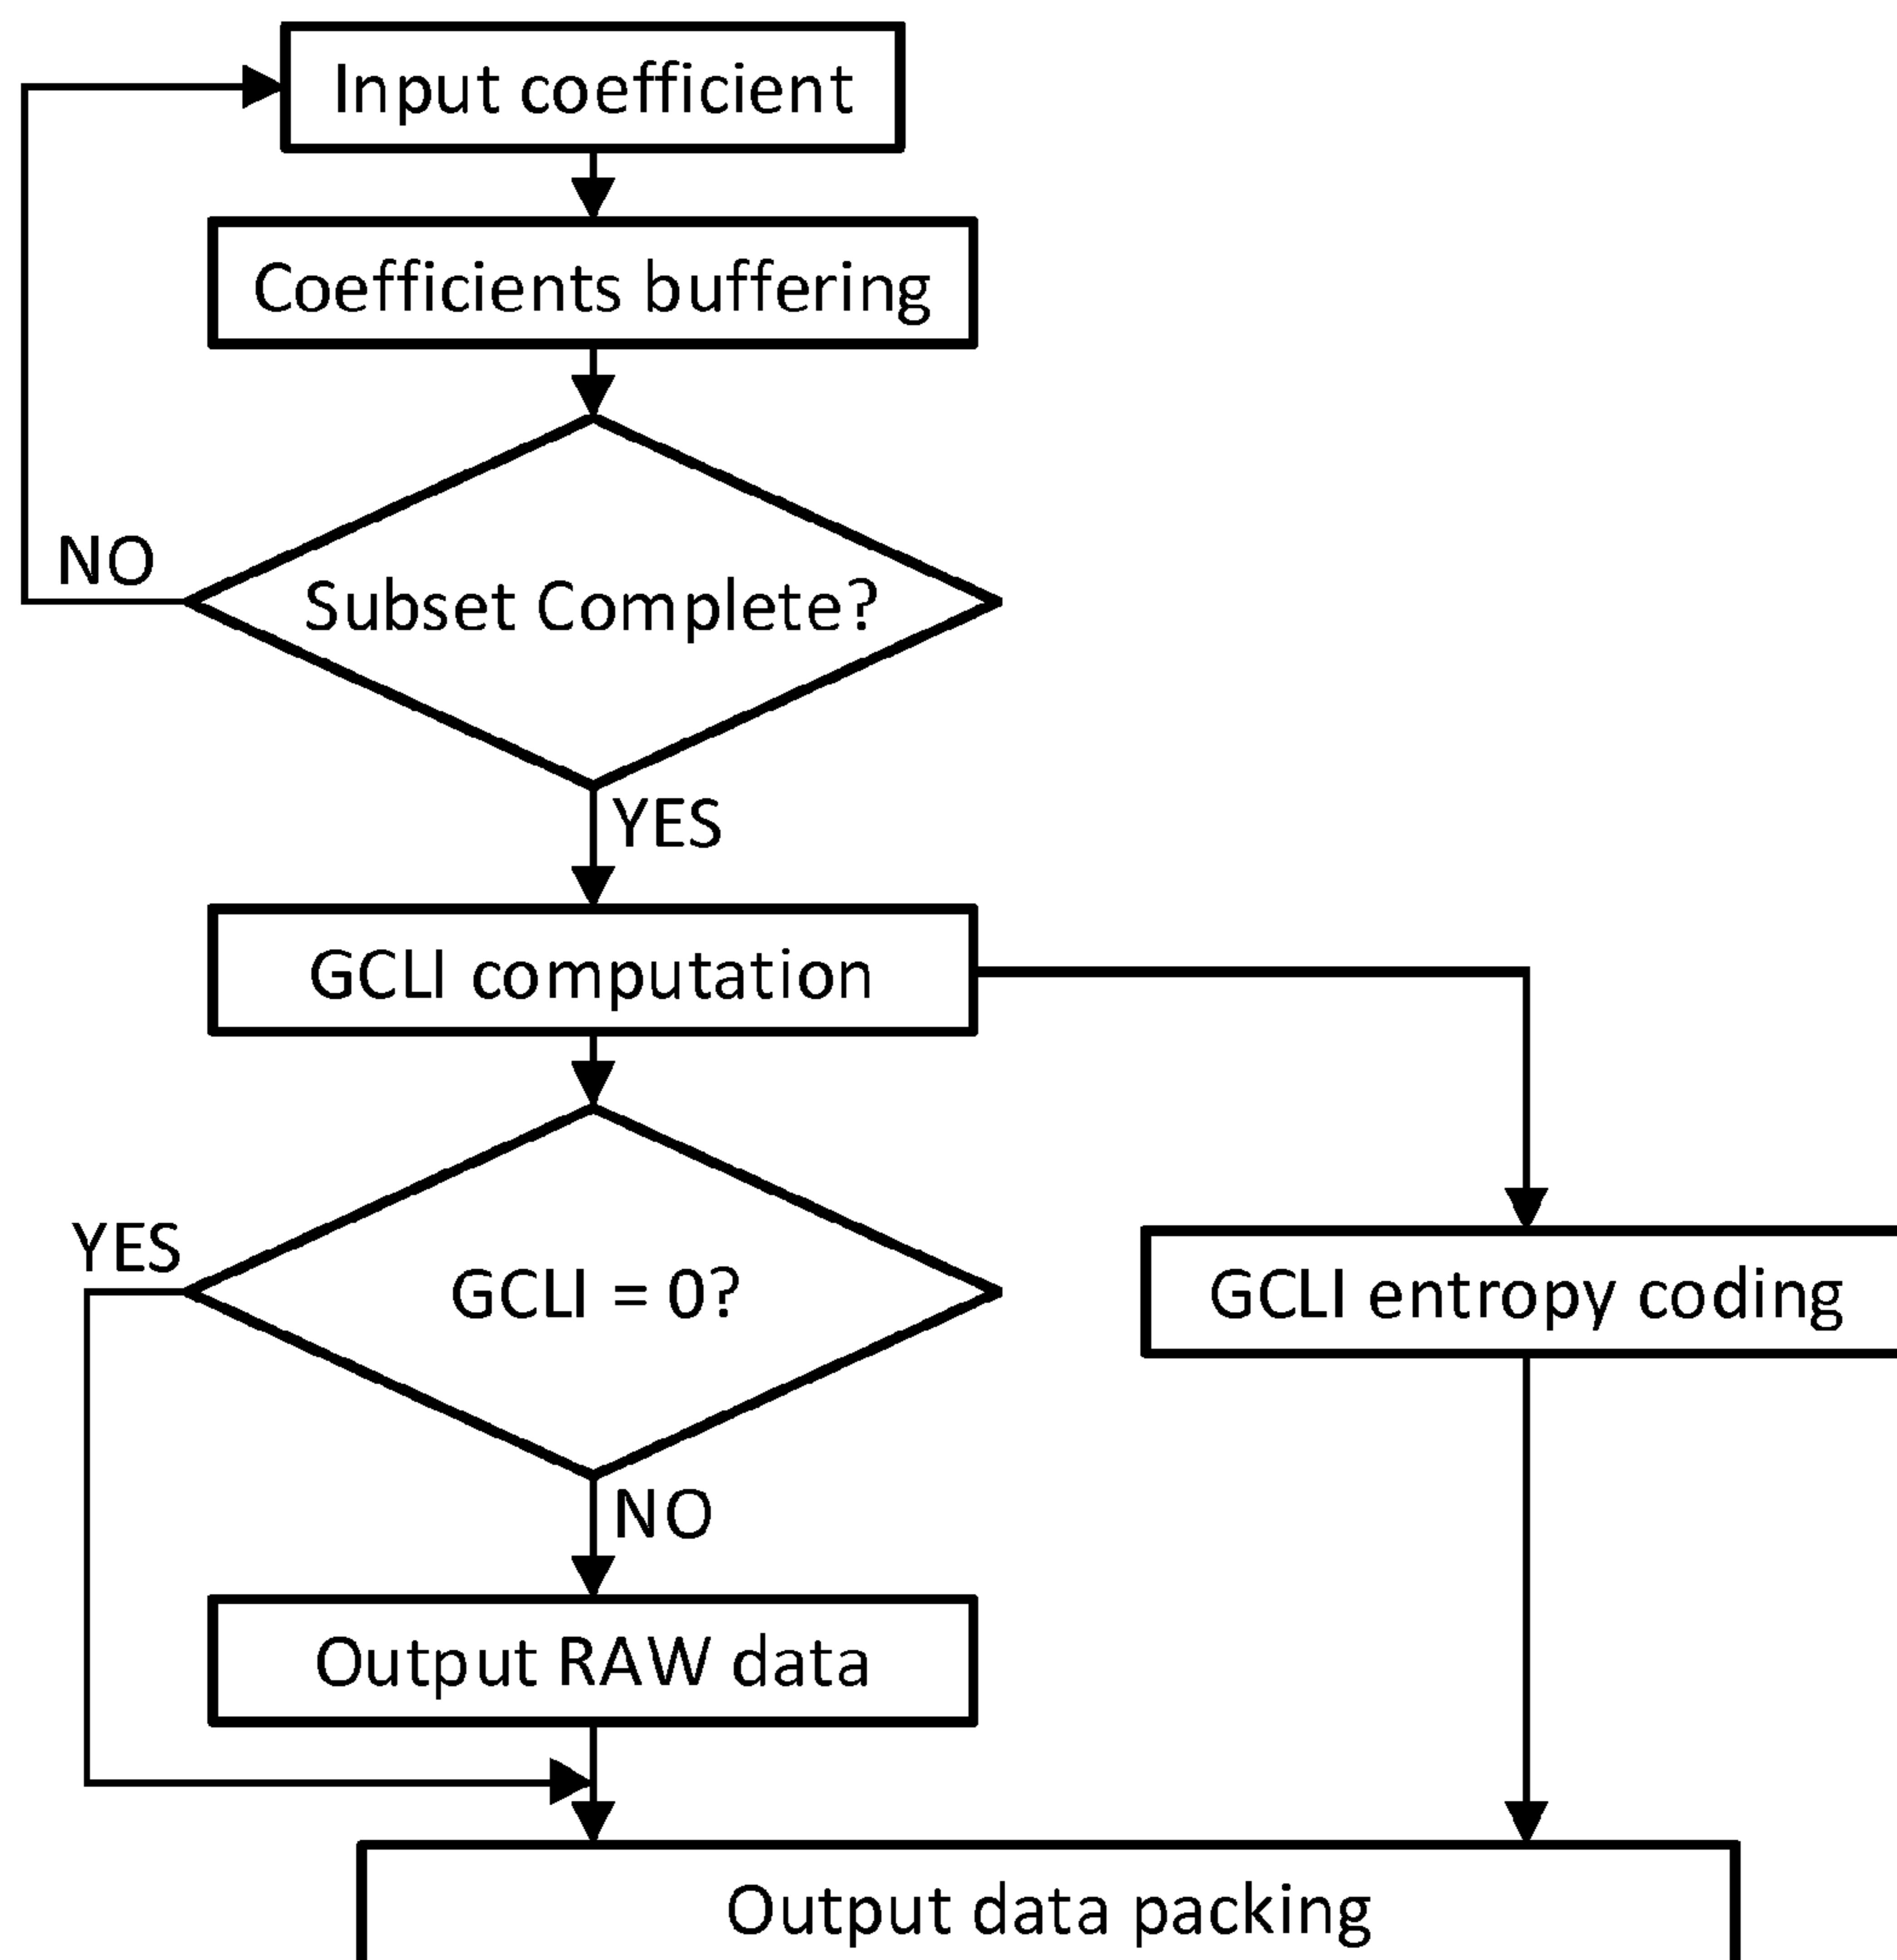 Input coefficient
Coefficients buffering
NO
Subset Complete?
YES
GCLI computation
YES
GCLI = 0?
GCLI entropy coding
NO
Output RAW data
Output data packing